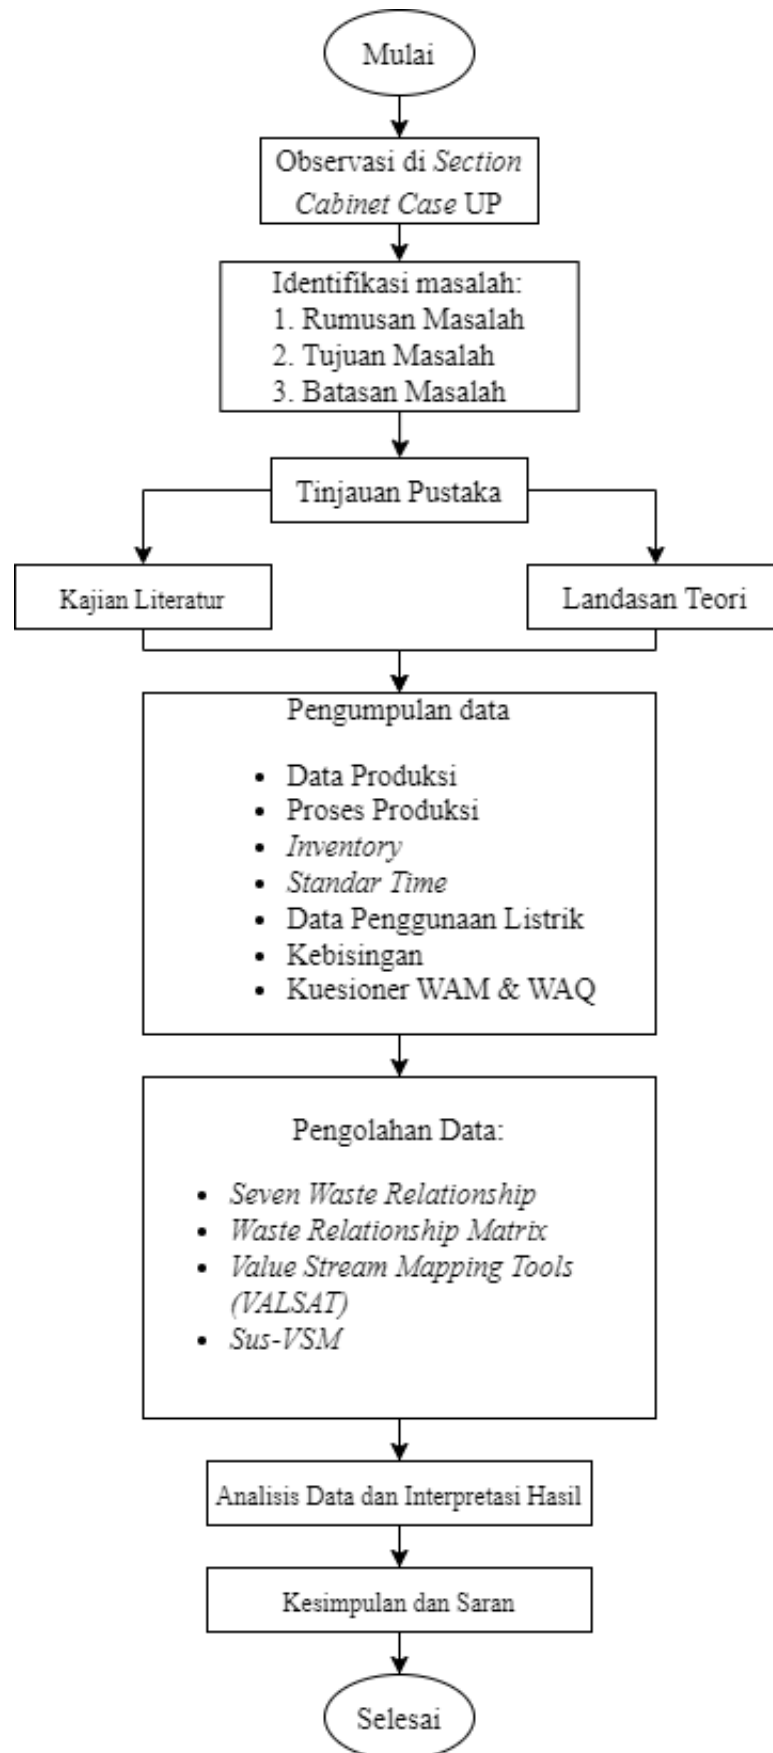 Mulai
Observasi di Section
Cabinet Case UP
Identifikasi masalah:
1. Rumusan Masalah
2. Tujuan Masalah
3. Batasan Masalah
Tinjauan Pustaka
Kajian Literatur
Landasan Teori
Pengumpulan data
• Data Produksi
• Proses Produksi
• Inventory
• Standar Time
• Data Penggunaan Listrik
• Kebisingan
• Kuesioner WAM & WAQ
Pengolahan Data:
• Seven Waste Relationship
• Waste Relationship Matrix
• Value Stream Mapping Tools
(VALSAT)
• Sus-VSM
Analisis Data dan Interpretasi Hasil
Kesimpulan dan Saran
Selesai